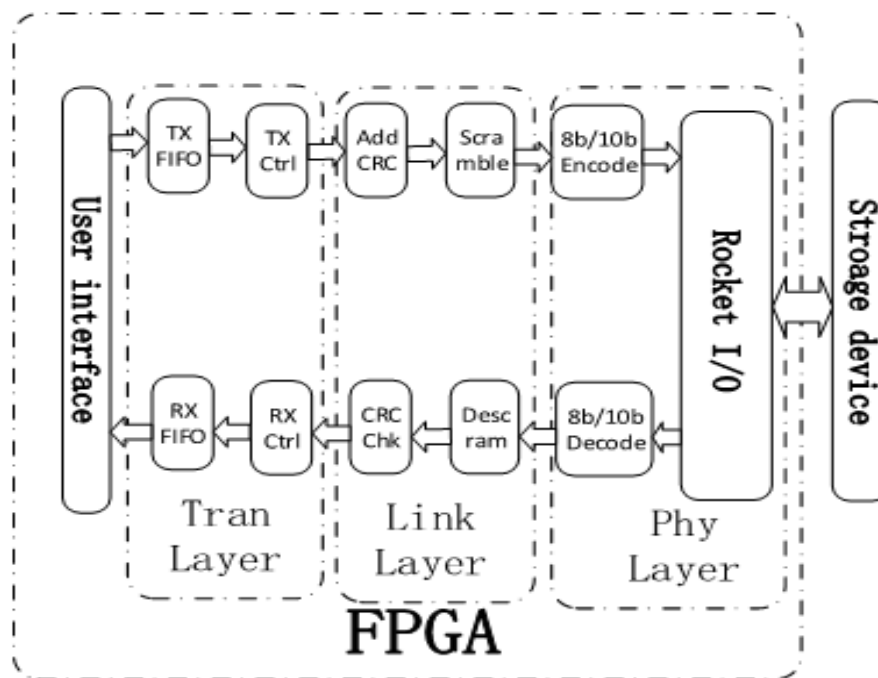 User interface
TX
FIFO
TX
Ctrl
Add
CRC
Scra
mble
8b/10b
Encode
Rocket I/O
Stroage device
RX
FIFO
RX
Ctrl
CRC
Chk
Desc
ram
8b/10b
Decode
Tran
Layer
Link
Layer
Phy
Layer
FPGA